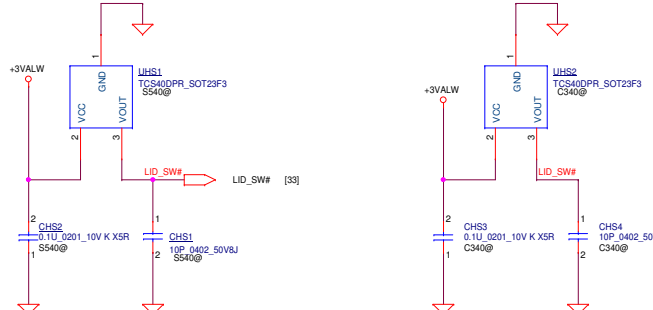 1
GND
VCC
VOUT
2
3
+3VALW
UHS1
TCS40DPR_SOT23F3
S540@
LID_SW#
LID_SW#
[33]
2
CHS2
0.1U_0201_10V K X5R
1
S540@
1
CHS1
10P_0402_50V8J
2
S540@
1
GND
VCC
VOUT
2
3
+3VALW
UHS2
TCS40DPR_SOT23F3
C340@
LID_SW#
2
CHS3
0.1U_0201_10V K X5R
1
C340@
1
CHS4
10P_0402_50
2
C340@